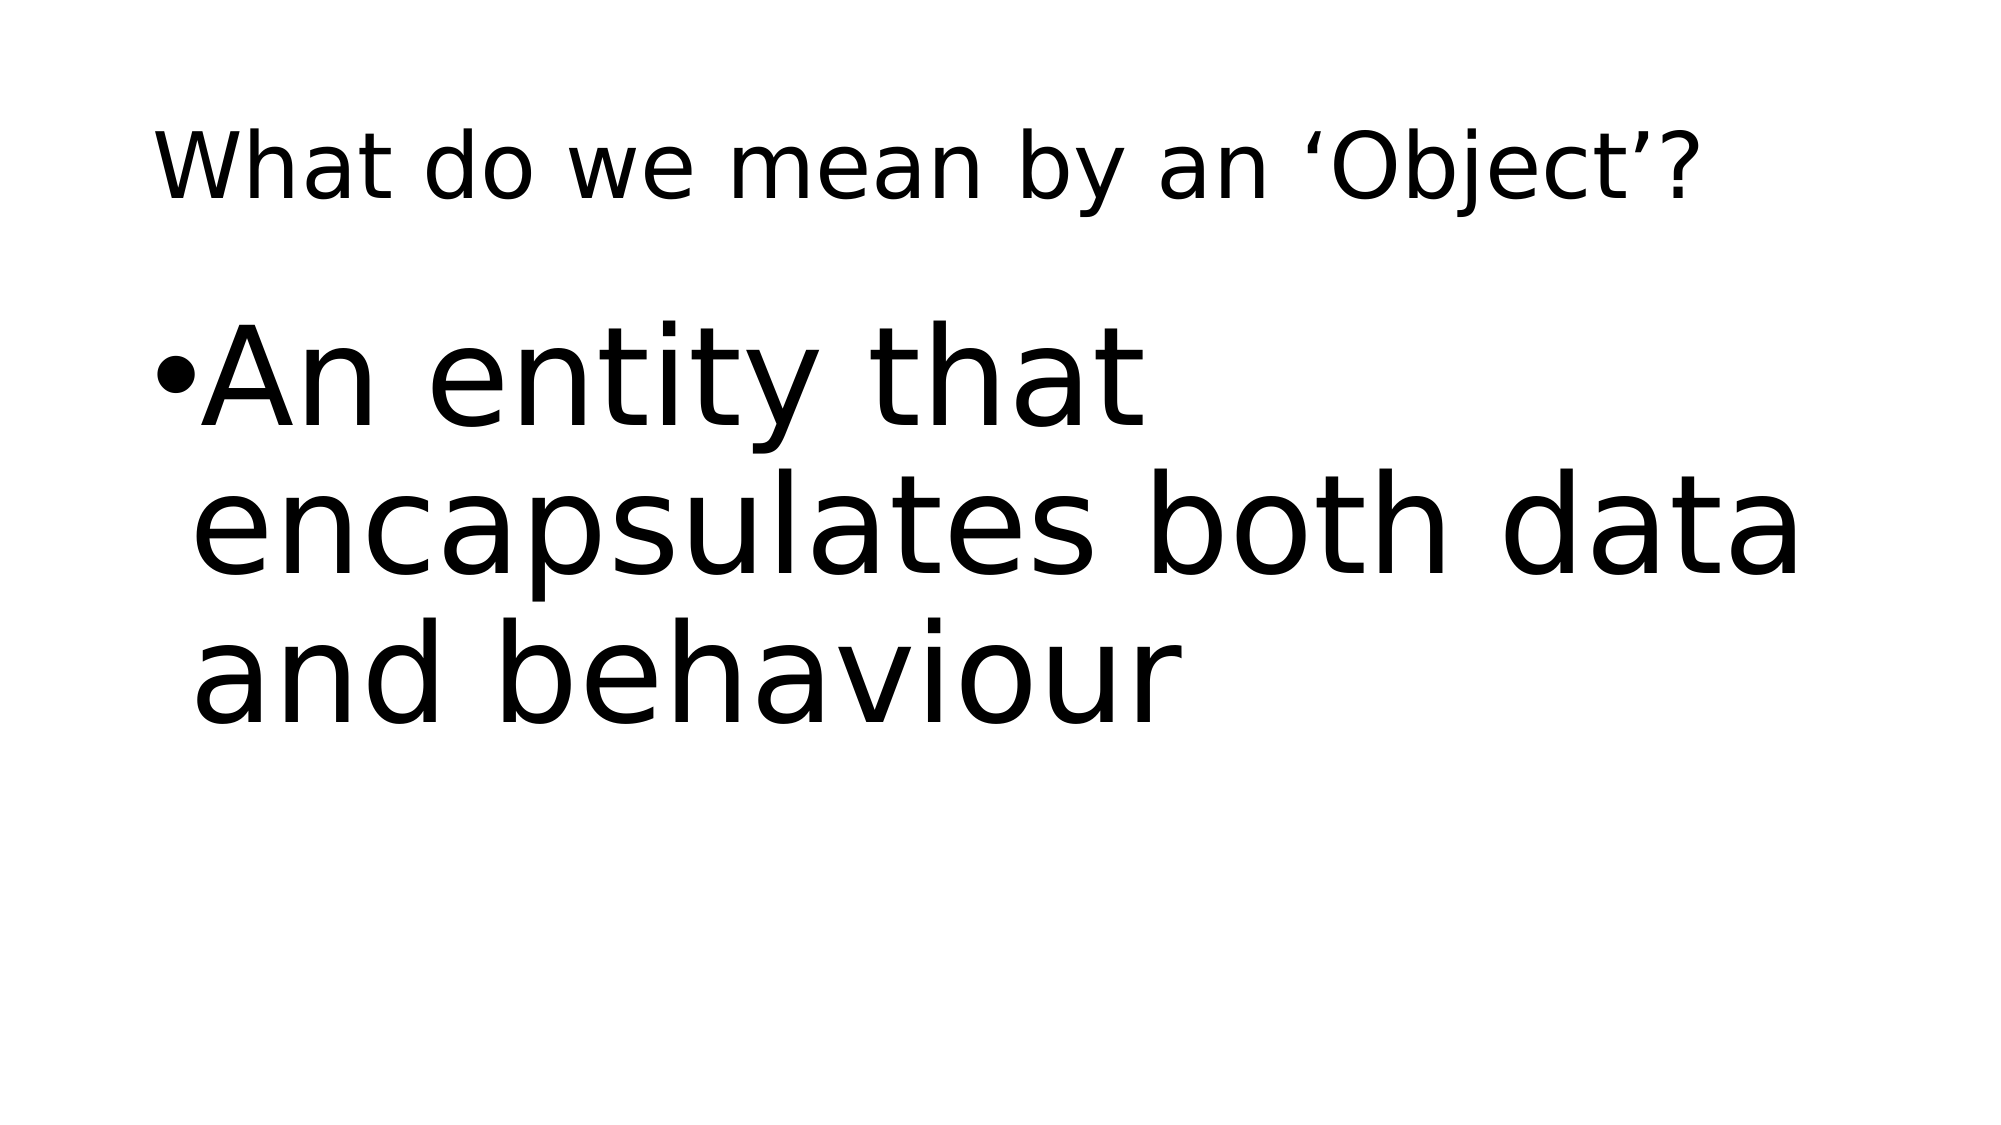 What do we mean by an ‘Object’?
•An entity that
encapsulates both data
and behaviour